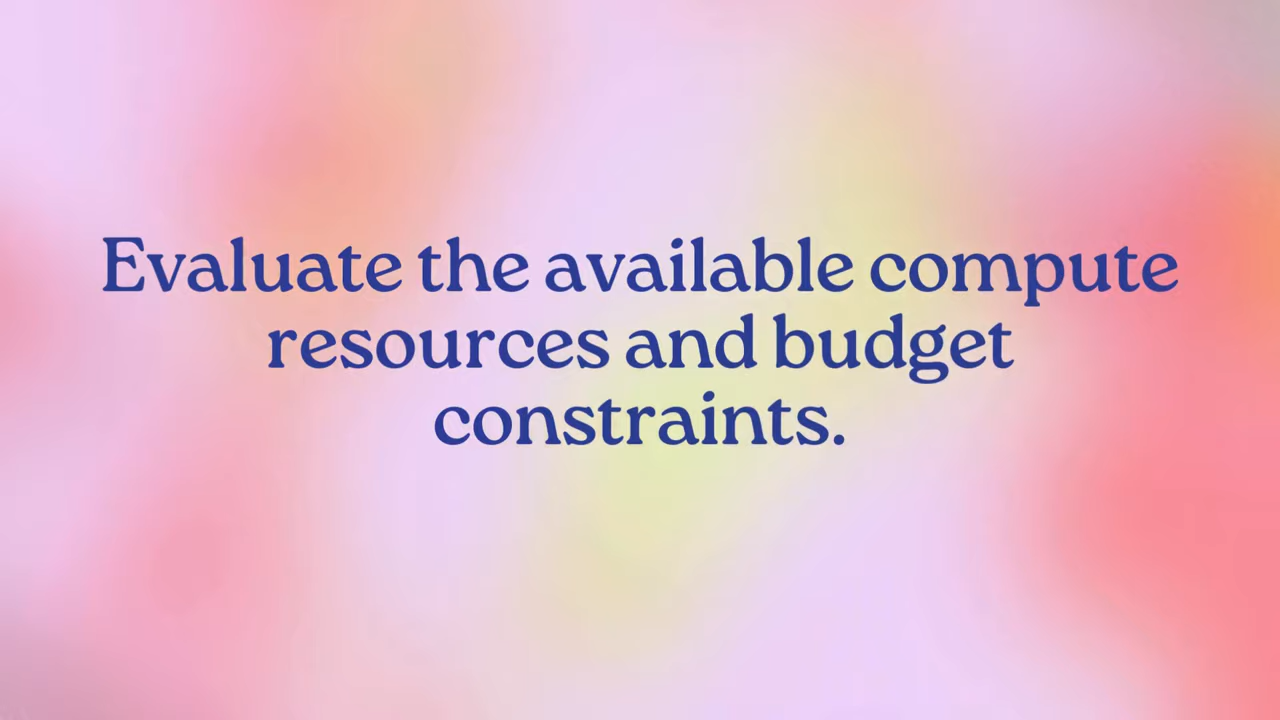 Evaluate the available compute
resources and budget
constraints.